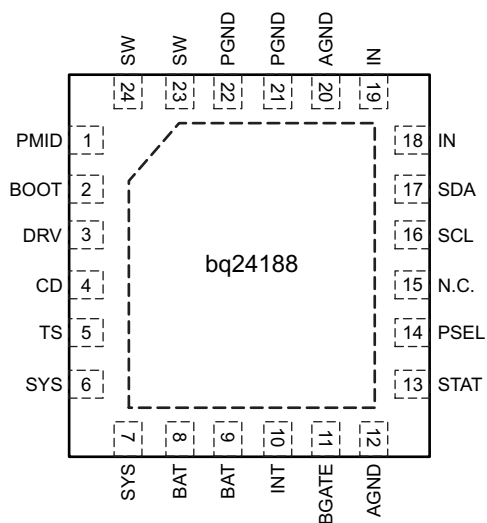 SW
SW
PGND
PGND
AGND
IN
24
23
22
21
20
19
PMID 1
18 IN
BOOT 2
17 SDA
DRV 3
16 SCL
bq24188
CD 4
15 N.C.
TS 5
14 PSEL
SYS 6
13 STAT
7
8
9
10
11
12
SYS
BAT
BAT
INT
BGATE
AGND